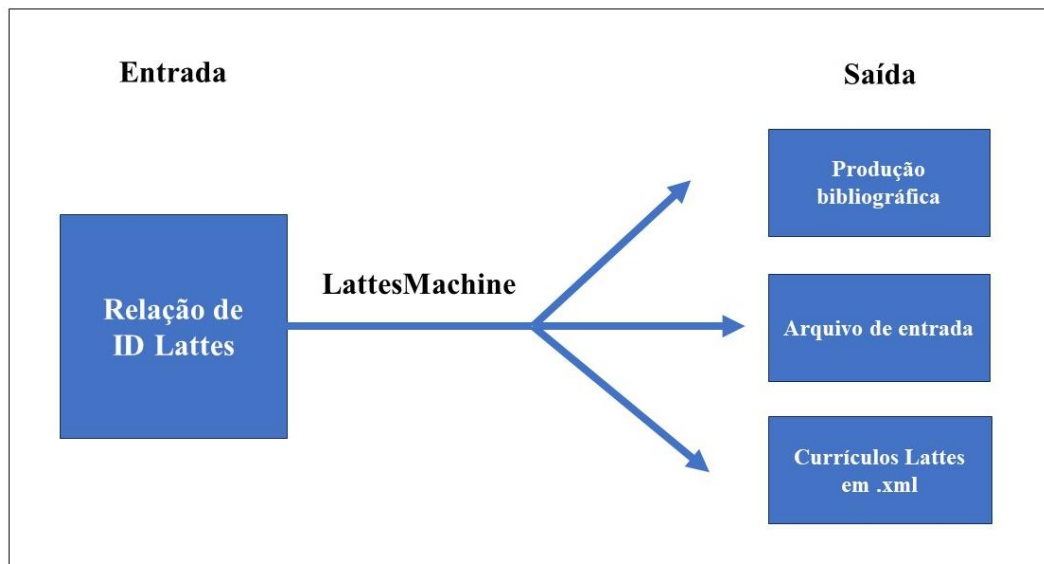 Entrada
Saída
Produção
bibliográfica
LattesMachine
Relação de
ID Lattes
Arquivo de entrada
Currículos Lattes
em .xml